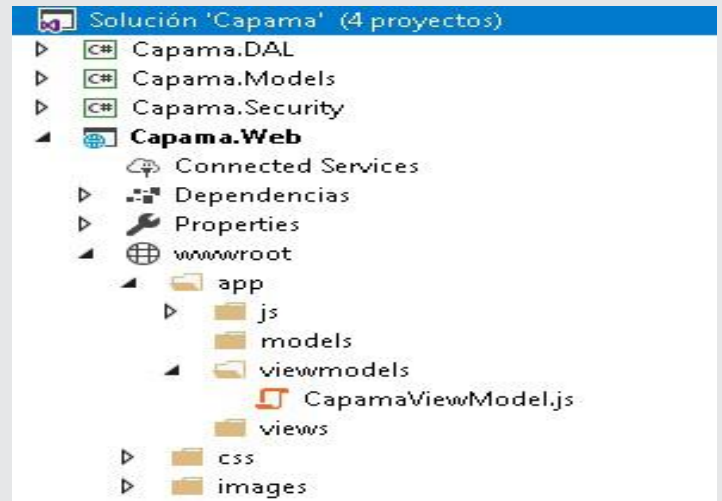 Solución 'Capama' (4 proyectos)
C# Capama.DAL
C# Capama.Models
C# Capama.Security
Capama.Web
Connected Services
Dependencias
Properties
wwwroot
app
js
models
viewmodels
CapamaViewModel.js
views
css
images